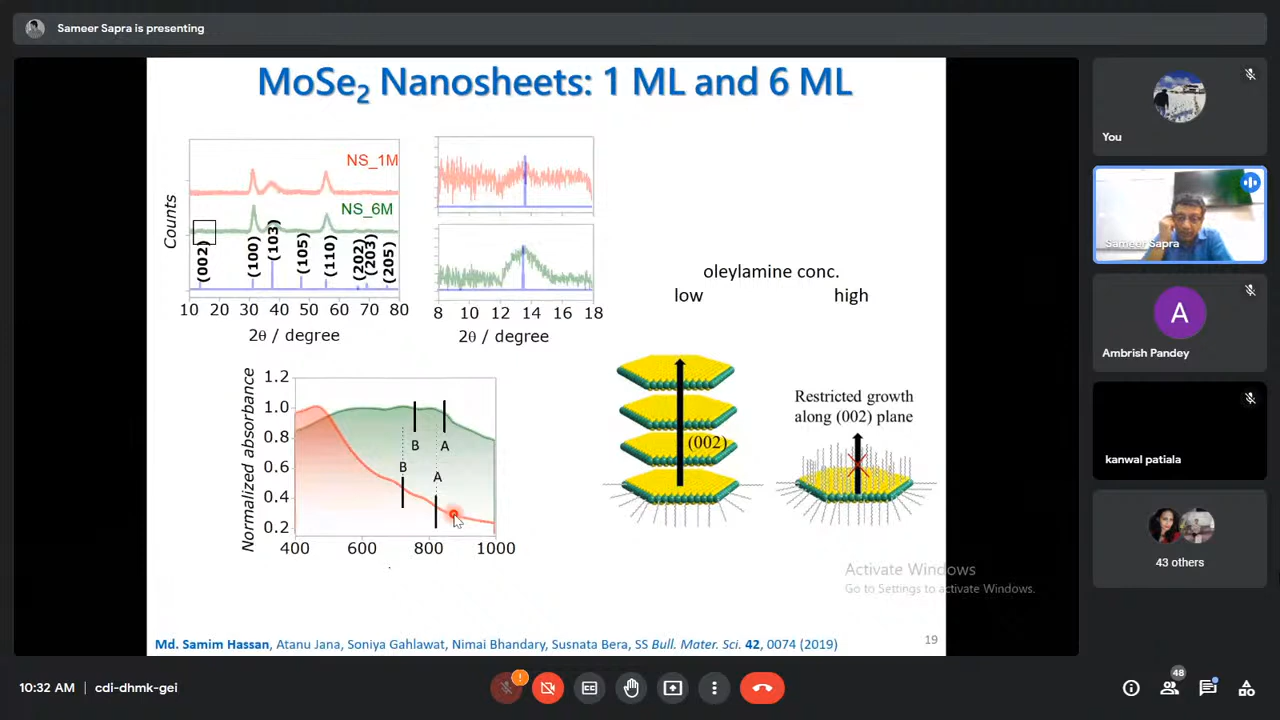 Sameer Sapra is presenting
MoSe2 Nanosheets: 1 ML and 6 ML
NS_1M
NS_6M
Counts
(002)
(100)
(103)
(105)
(110)
(202)
(203)
(205)
10 20 30 40 50 60 70 80
2θ / degree
8 10 12 14 16 18
2θ / degree
oleylamine conc.
low high
Normalized absorbance
1.2
1.0
0.8
0.6
0.4
0.2
B A
B A
400 600 800 1000
(002)
Restricted growth
along (002) plane
Activate Windows
Go to Settings to activate Windows.
Md. Samim Hassan, Atanu Jana, Soniya Gahlawat, Nimai Bhandary, Susnata Bera, SS Bull. Mater. Sci. 42, 0074 (2019)
19
You
Sameer Sapra
A
Ambrish Pandey
kanwal patiala
43 others
10:32 AM | cdi-dhmk-gei
!
CC
48